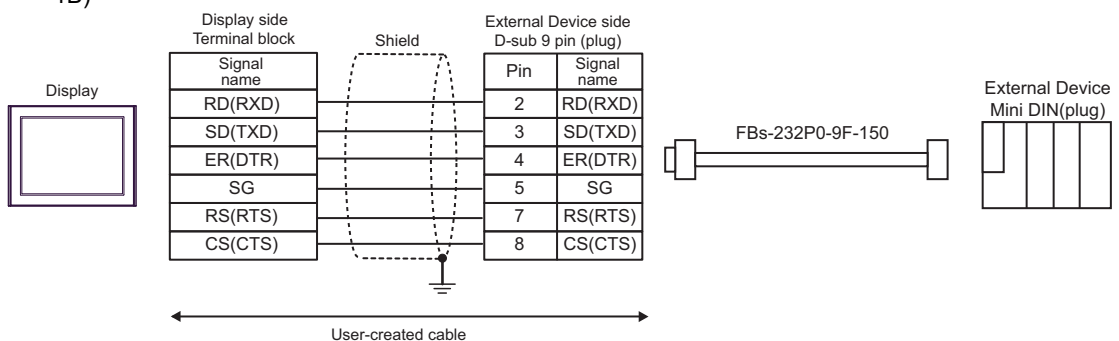 1B)
Display side
Terminal block
Shield
External Device side
D-sub 9 pin (plug)
Display
Signal name
Pin
Signal name
RD(RXD)
2
RD(RXD)
SD(TXD)
3
SD(TXD)
ER(DTR)
4
ER(DTR)
SG
5
SG
RS(RTS)
7
RS(RTS)
CS(CTS)
8
CS(CTS)
FBs-232P0-9F-150
External Device
Mini DIN(plug)
User-created cable